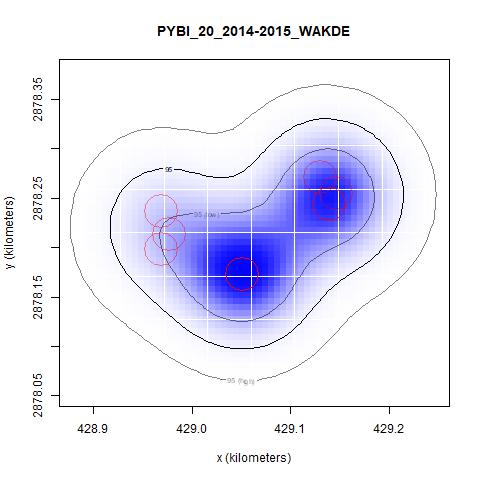 PYBI_20_2014-2015_WAKDE
y (kilometers)
2878.35
2878.25
2878.15
2878.05
95
95 (low)
95 (high)
428.9
429.0
429.1
429.2
x (kilometers)